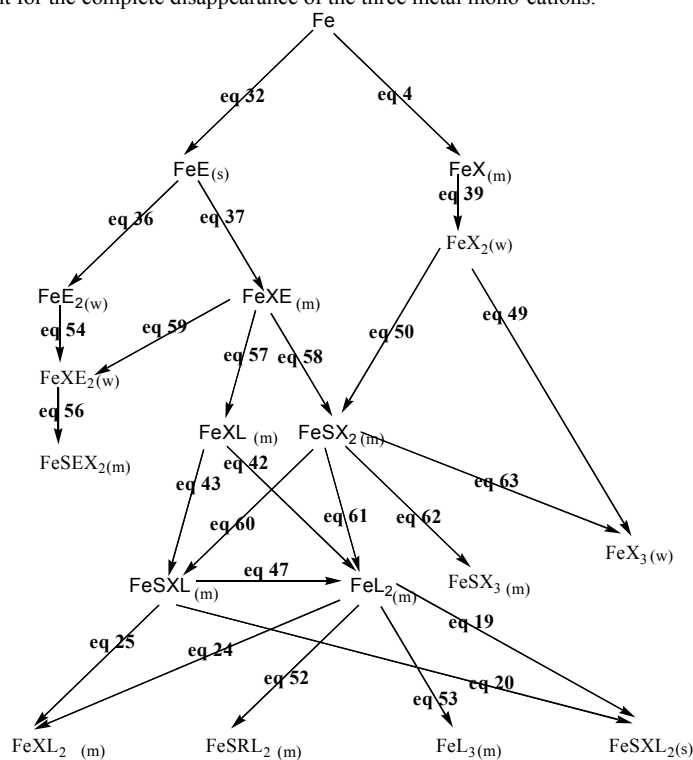 nt for the complete disappearance of the three metal mono-cations.
Fe
eq 32
eq 4
FeE(s)
FeX(m)
eq 39
eq 36
eq 37
FeX2(w)
FeE2(w)
FeXE (m)
eq 54
eq 59
eq 50
eq 49
eq 57
eq 58
FeXE2(w)
eq 56
FeXL (m)
FeSX2(m)
FeSEX2(m)
eq 42
eq 43
eq 63
eq 60
eq 61
eq 62
FeX3(w)
eq 47
FeSXL (m)
FeL2(m)
FeSX3 (m)
eq 19
eq 25
eq 24
eq 52
eq 20
eq 53
FeXL2 (m)
FeSRL2 (m)
FeL3(m)
FeSXL2(s)